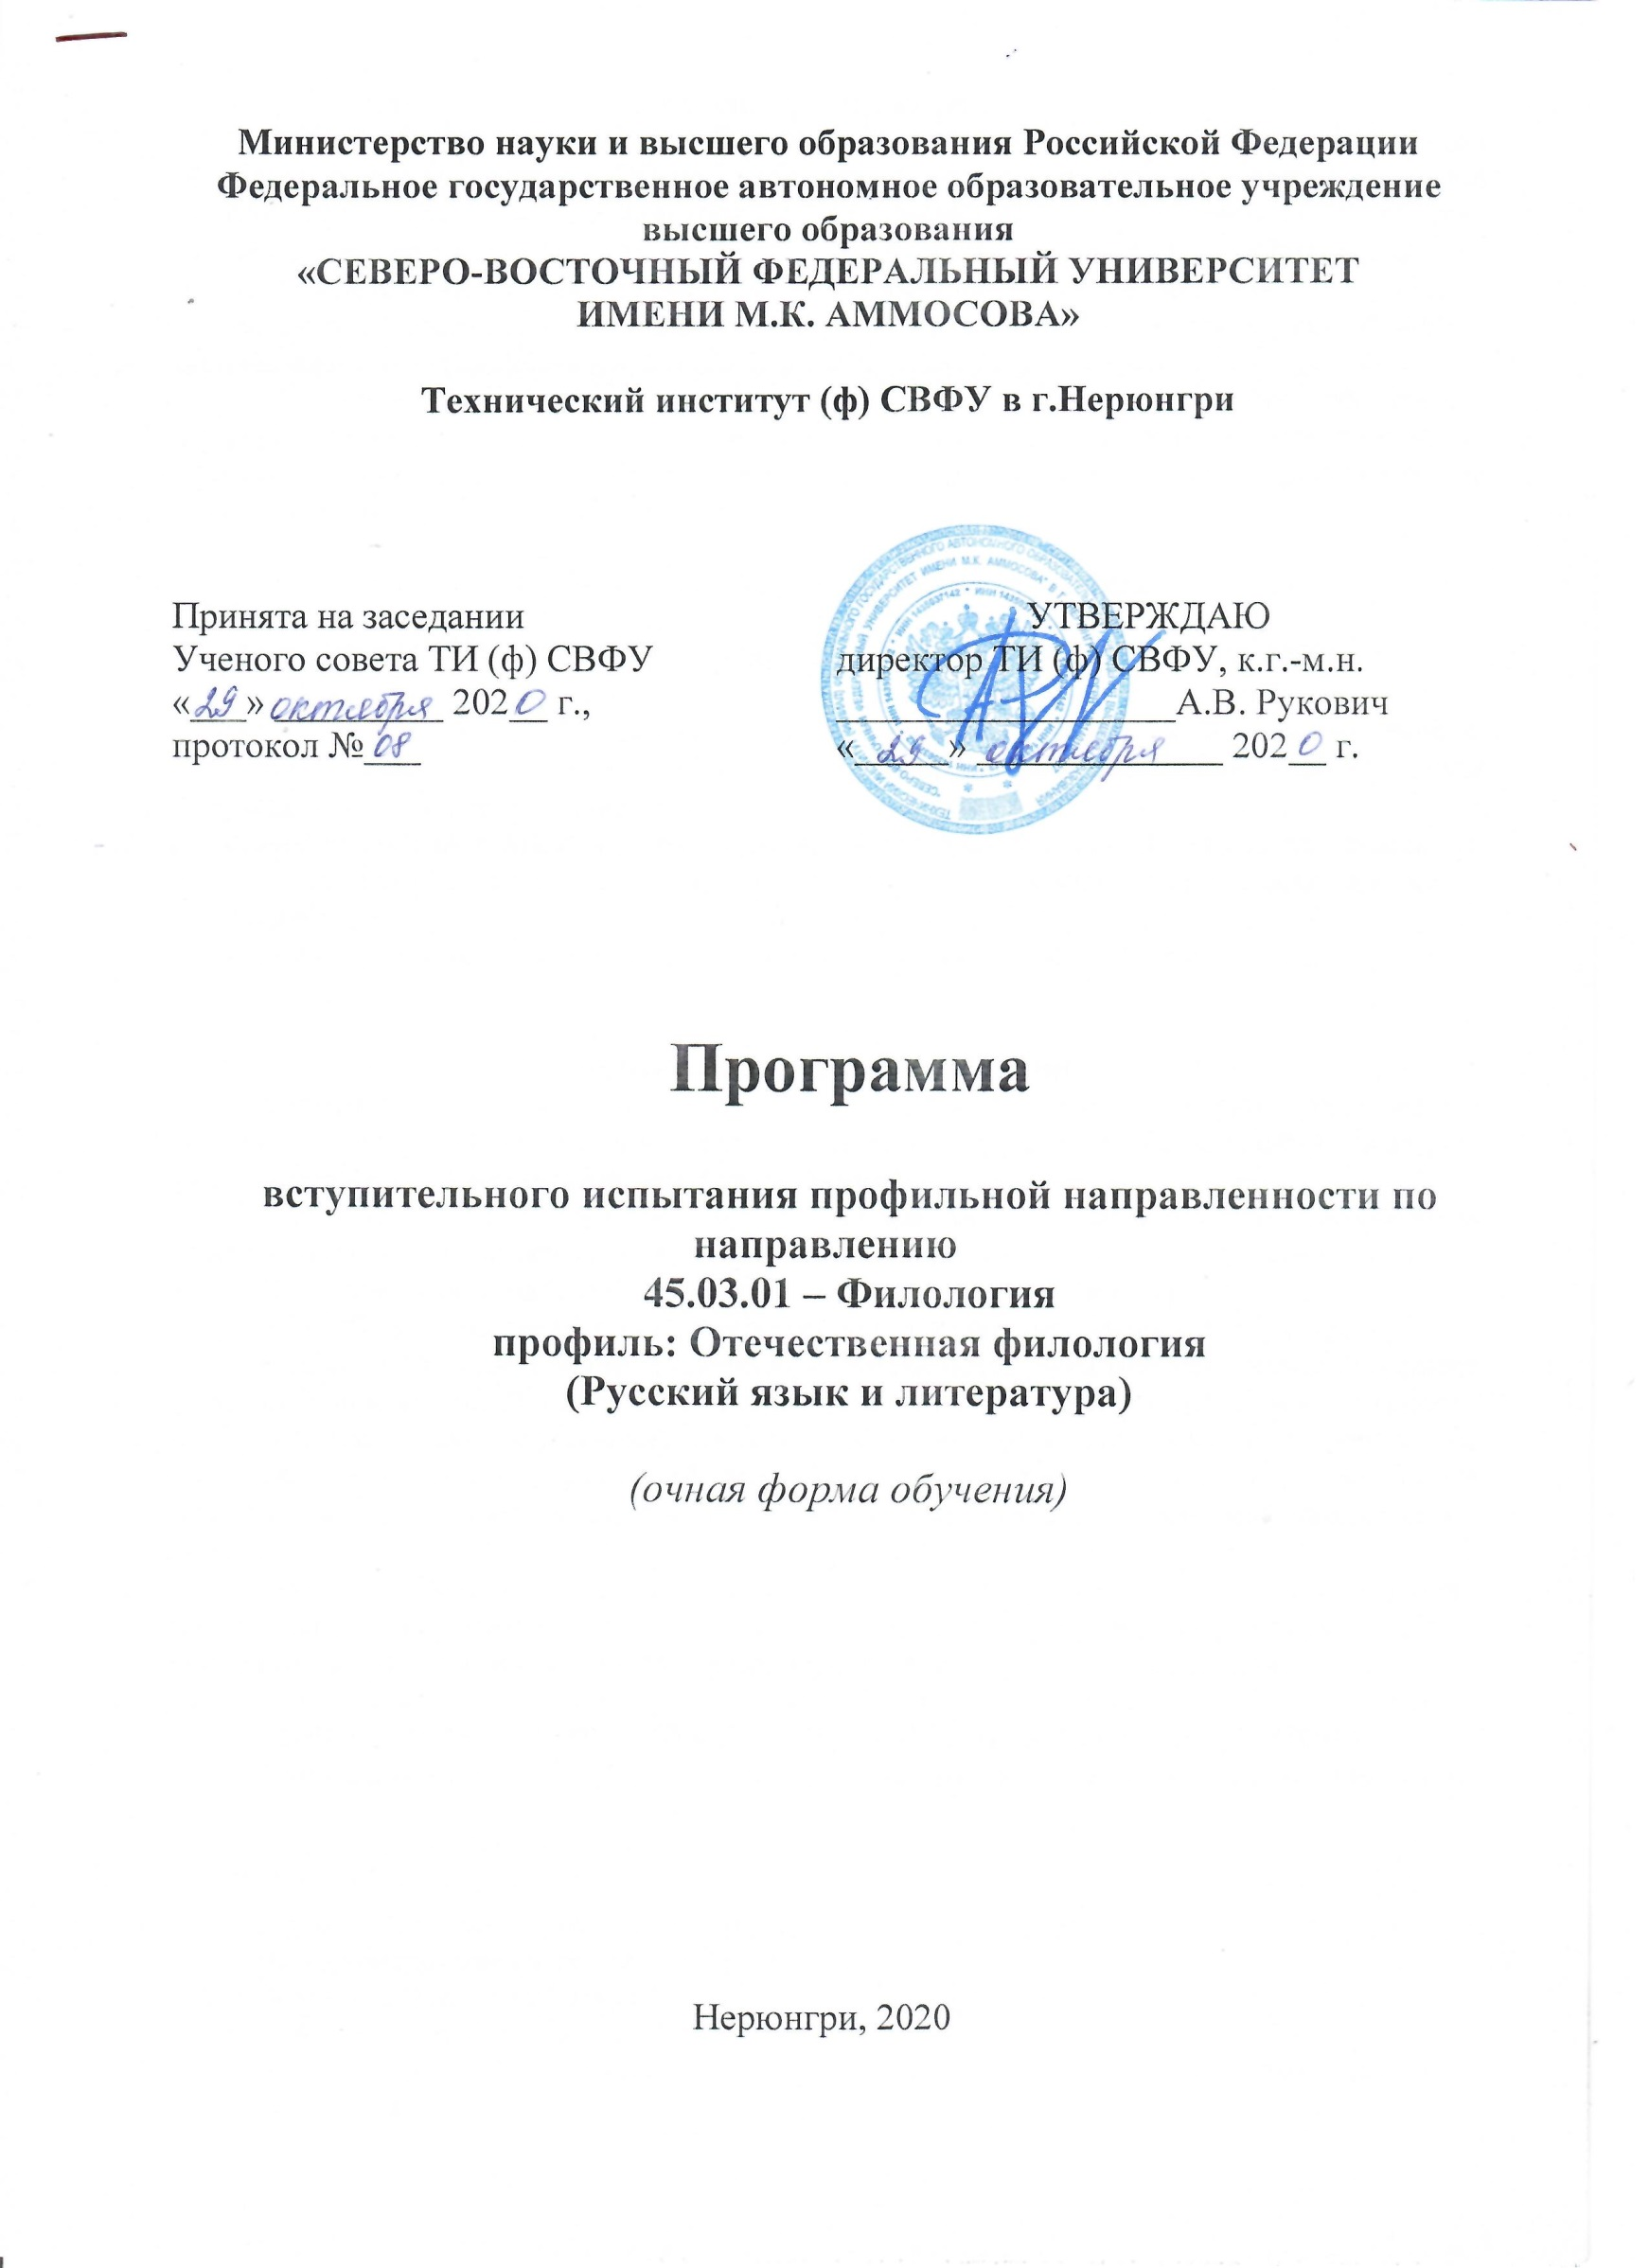 Министерство науки и высшего образования Российской Федерации
Федеральное государственное автономное образовательное учреждение
высшего образования
«СЕВЕРО-ВОСТОЧНЫЙ ФЕДЕРАЛЬНЫЙ УНИВЕРСИТЕТ
ИМЕНИ М.К. АММОСОВА»
Технический институт (ф) СВФУ в г.Нерюнгри
Принята на заседании
Ученого совета ТИ (ф) СВФУ
«29» октября 2020 г.,
протокол № 08
УТВЕРЖДАЮ
директор ТИ (ф) СВФУ, к.г.-м.н.
А.В. Рукович
«29» октября 2020 г.
Программа
вступительного испытания профильной направленности по
направлению
45.03.01 – Филология
профиль: Отечественная филология
(Русский язык и литература)
(очная форма обучения)
Нерюнгри, 2020